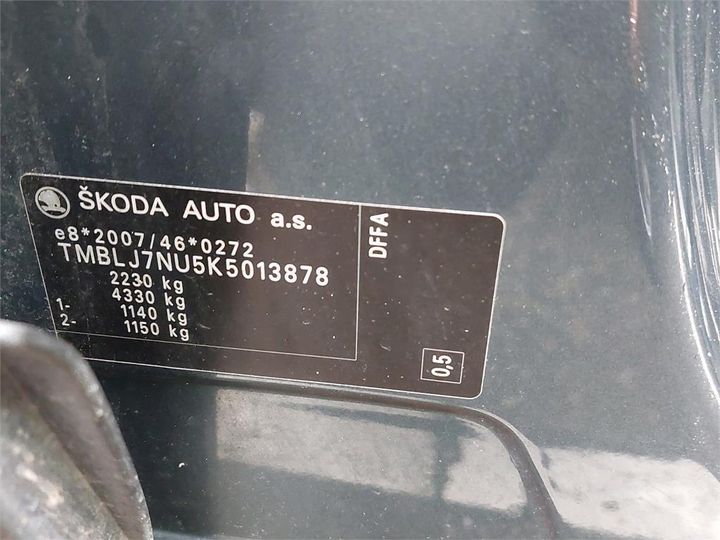 ŠKODA AUTO a.s.
e8*2007/46*0272
TMBLJ7NU5K5013878
2230 kg
4330 kg
1- 1140 kg
2- 1150 kg
DFFA
0,5